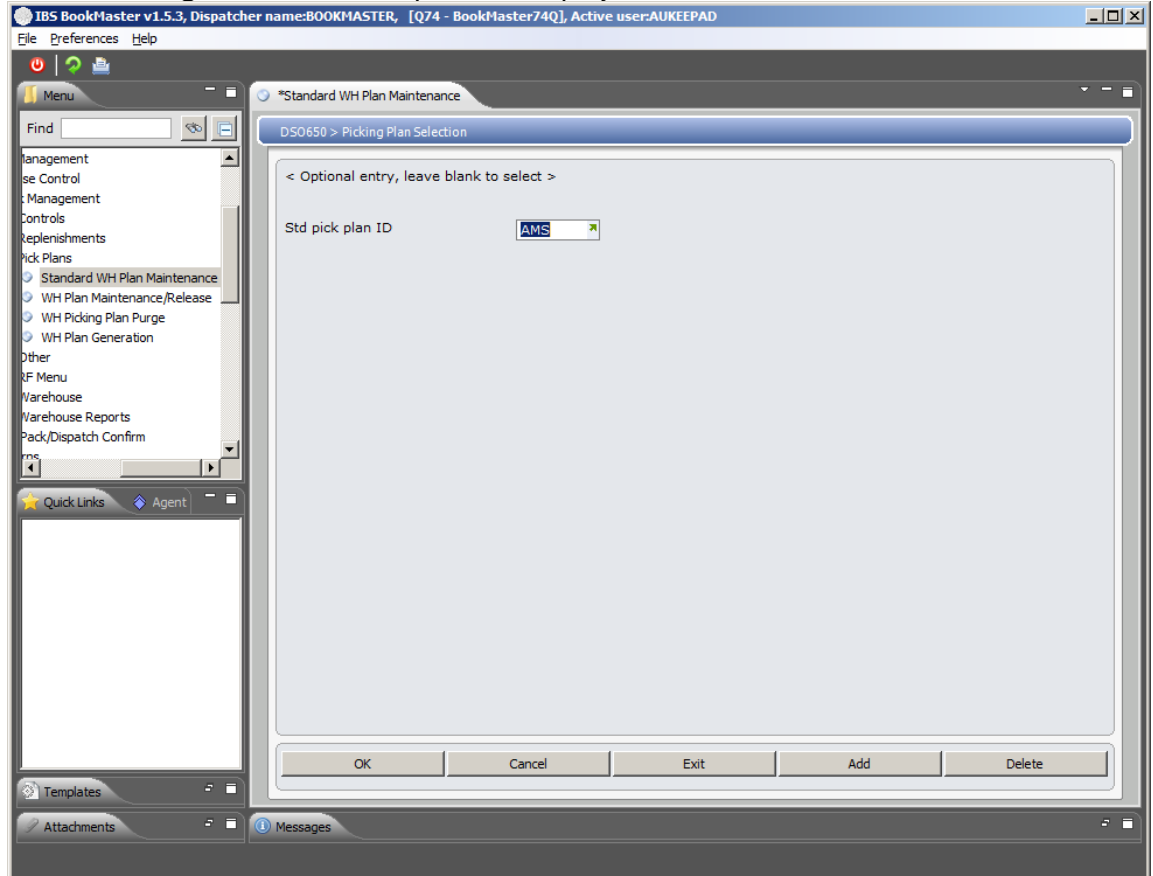 IBS BookMaster v1.5.3, Dispatcher name:BOOKMASTER, [Q74 - BookMaster74Q], Active user:AUKEEPAD
File Preferences Help
Menu
*Standard WH Plan Maintenance
Find
DSO650 > Picking Plan Selection
Management
se Control
Management
Controls
Replenishments
Pick Plans
Standard WH Plan Maintenance
WH Plan Maintenance/Release
WH Picking Plan Purge
WH Plan Generation
Other
RF Menu
Warehouse
Warehouse Reports
Pack/Dispatch Confirm
< Optional entry, leave blank to select >
Std pick plan ID
AMS
Quick Links
Agent
OK Cancel Exit Add Delete
Templates
Attachments
Messages